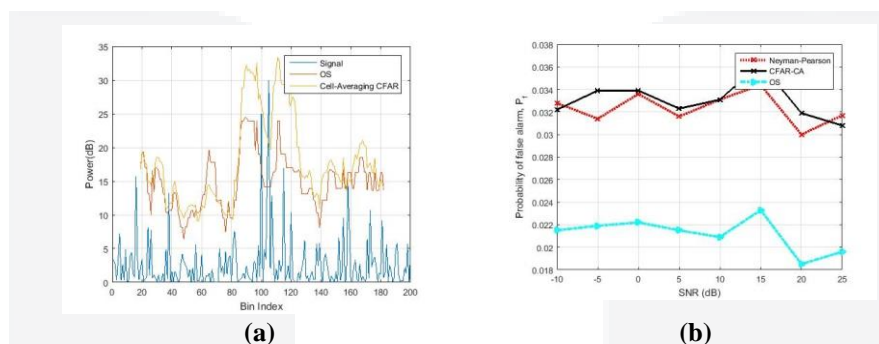 35
30
25
20
15
10
5
0
0 20 40 60 80 100 120 140 160 180 200
Power(dB)
Bin Index
Signal
OS
Cell-Averaging CFAR
(a)
0.038
0.036
0.034
0.032
0.03
0.028
0.026
0.024
0.022
0.02
0.018
-10 -5 0 5 10 15 20 25
Probability of false alarm, P_f
SNR (dB)
Neyman-Pearson
CFAR-CA
OS
(b)